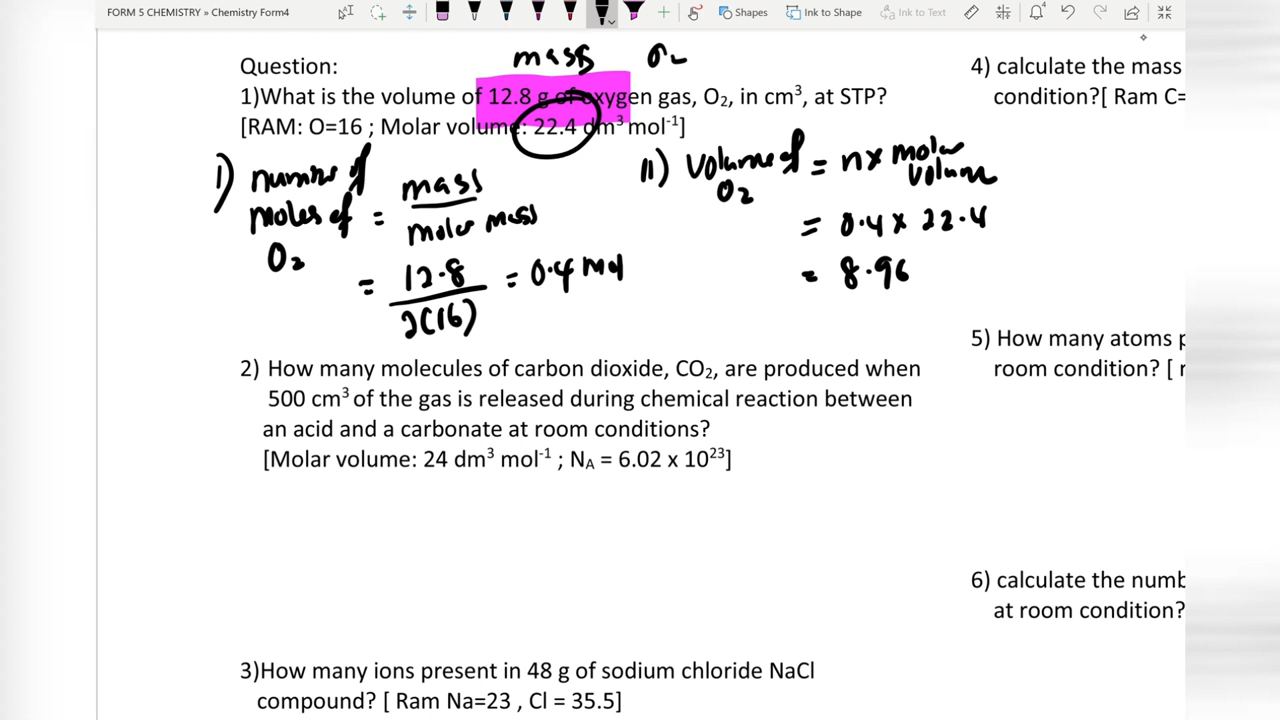 FORM 5 CHEMISTRY » Chemistry Form4
Shapes
Ink to Shape
Ink to Text
mass O₂
Question:
1)What is the volume of 12.8 g of oxygen gas, O₂, in cm³, at STP?
[RAM: O=16 ; Molar volume: 22.4 dm³ mol⁻¹]
I) number of moles of O₂ = mass / molar mass
= 12.8 / 2(16) = 0.4 mol
II) Volume of O₂ = n x molar volume
= 0.4 x 22.4
= 8.96
2) How many molecules of carbon dioxide, CO₂, are produced when
500 cm³ of the gas is released during chemical reaction between
an acid and a carbonate at room conditions?
[Molar volume: 24 dm³ mol⁻¹ ; Nᴀ = 6.02 x 10²³]
3)How many ions present in 48 g of sodium chloride NaCl
compound? [ Ram Na=23 , Cl = 35.5]
4) calculate the mass
condition?[ Ram C=
5) How many atoms p
room condition? [ r
6) calculate the numb
at room condition?